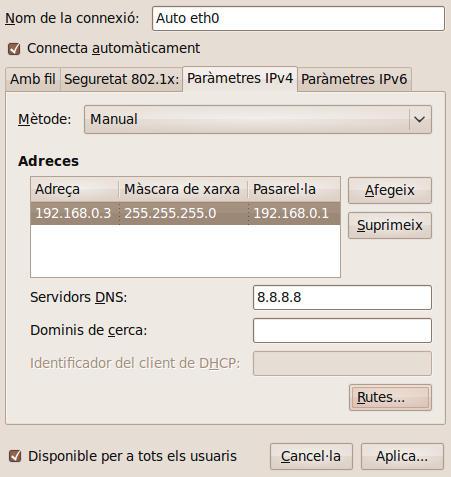 Nom de la connexió: Auto eth0
Connecta automàticament
Amb fil Seguretat 802.1x: Paràmetres IPv4 Paràmetres IPv6
Mètode: Manual
Adreces
Adreça Màscara de xarxa Pasarel·la
192.168.0.3 255.255.255.0 192.168.0.1
Afegeix
Suprimeix
Servidors DNS: 8.8.8.8
Dominis de cerca:
Identificador del client de DHCP:
Rutes...
Disponible per a tots els usuaris Cancel·la Aplica...